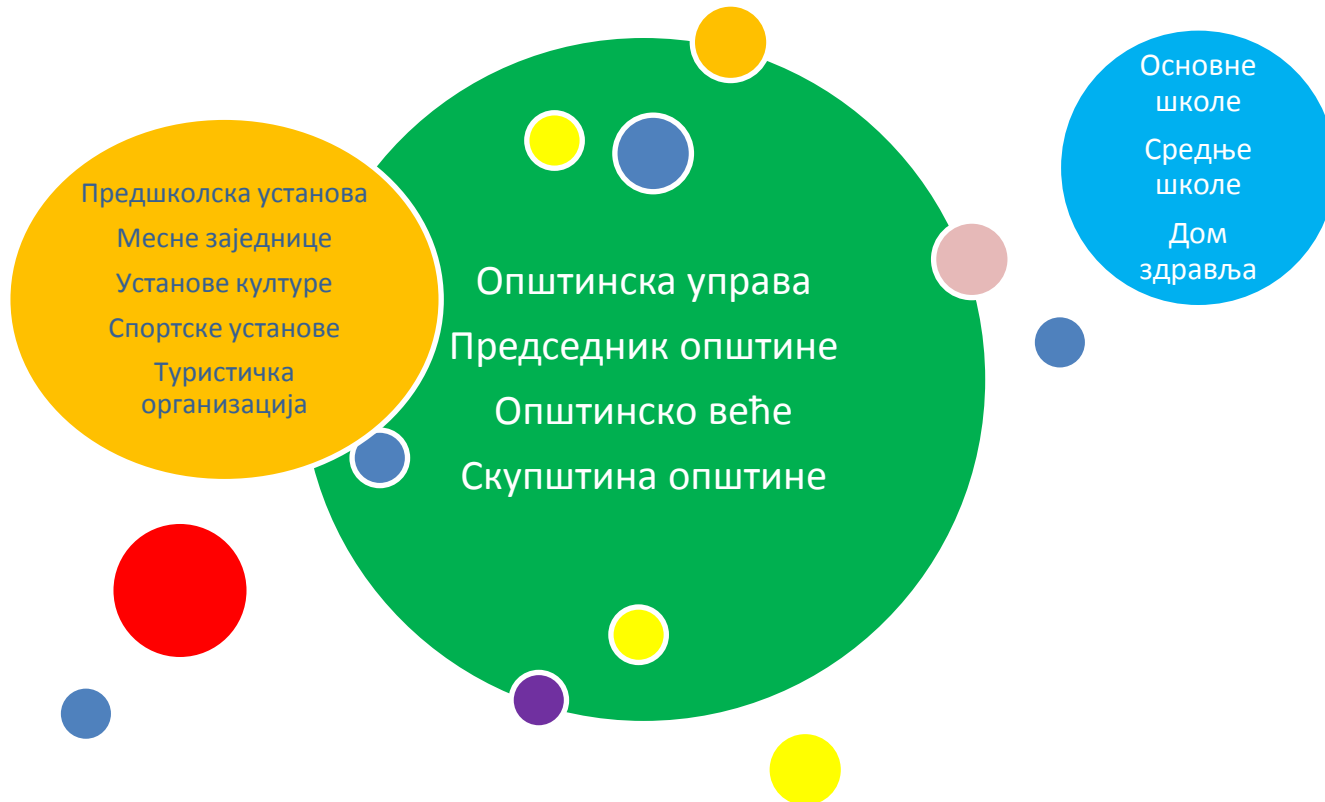 Предшколска установа
Месне заједнице
Установе културе
Спортске установе
Туристичка
организација
Општинска управа
Председник општине
Општинско веће
Скупштина општине
Основне
школе
Средње
школе
Дом
здравља